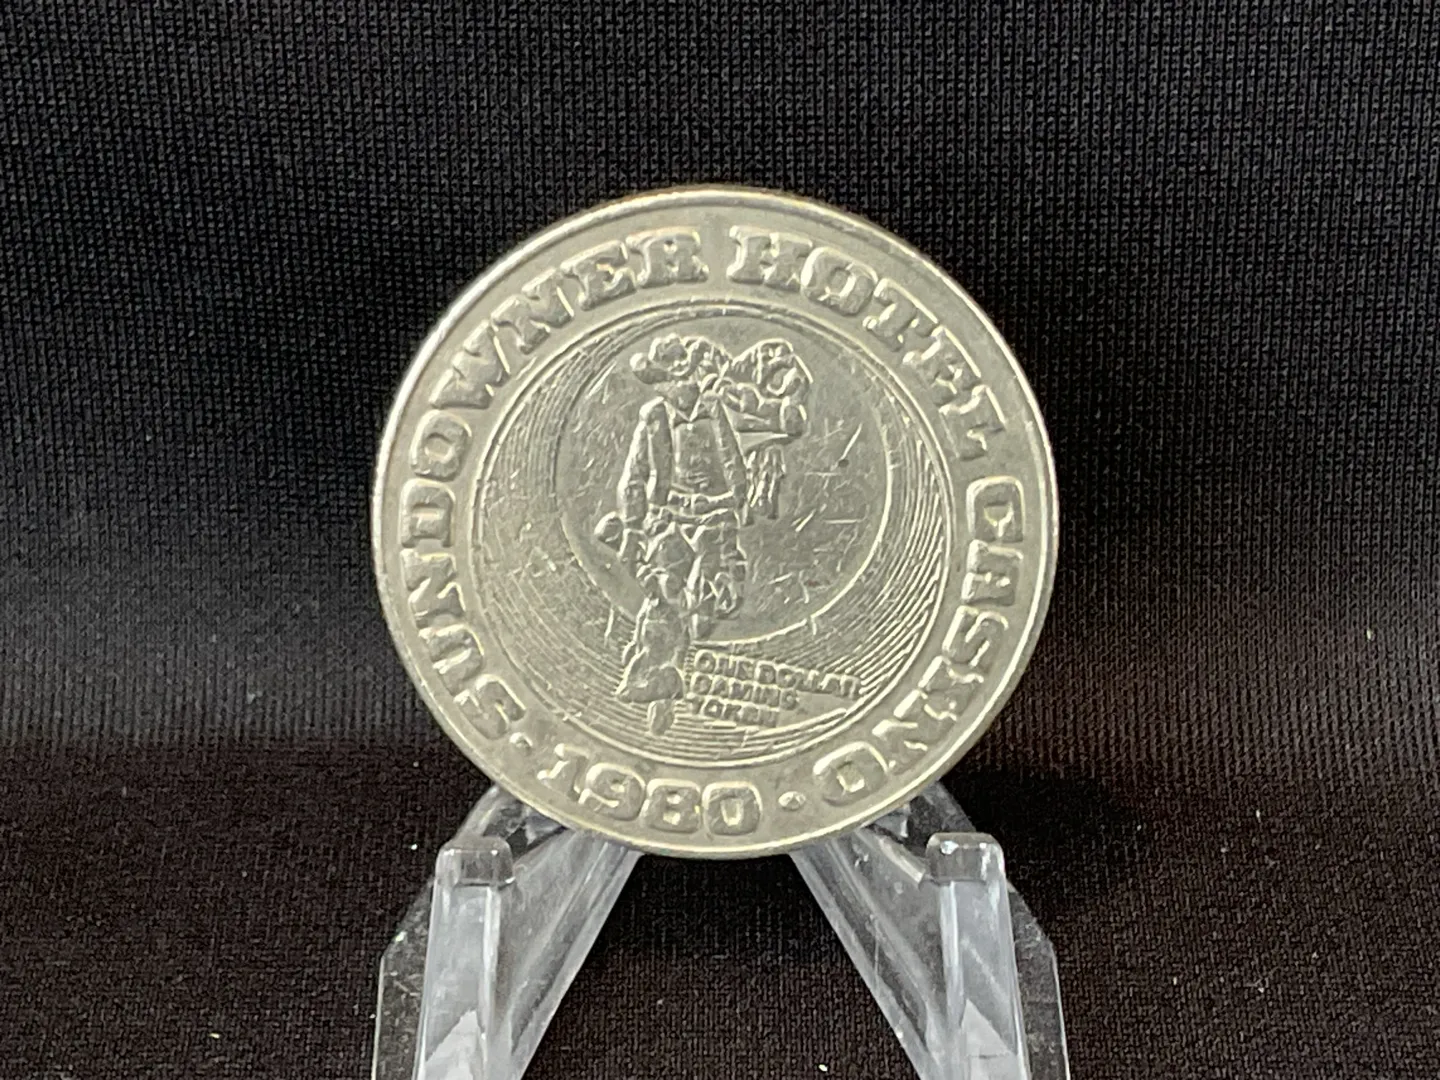 SUNDOWNER HOTEL CASINO
• 1980 •
ONE DOLLAR
GAMING
TOKEN